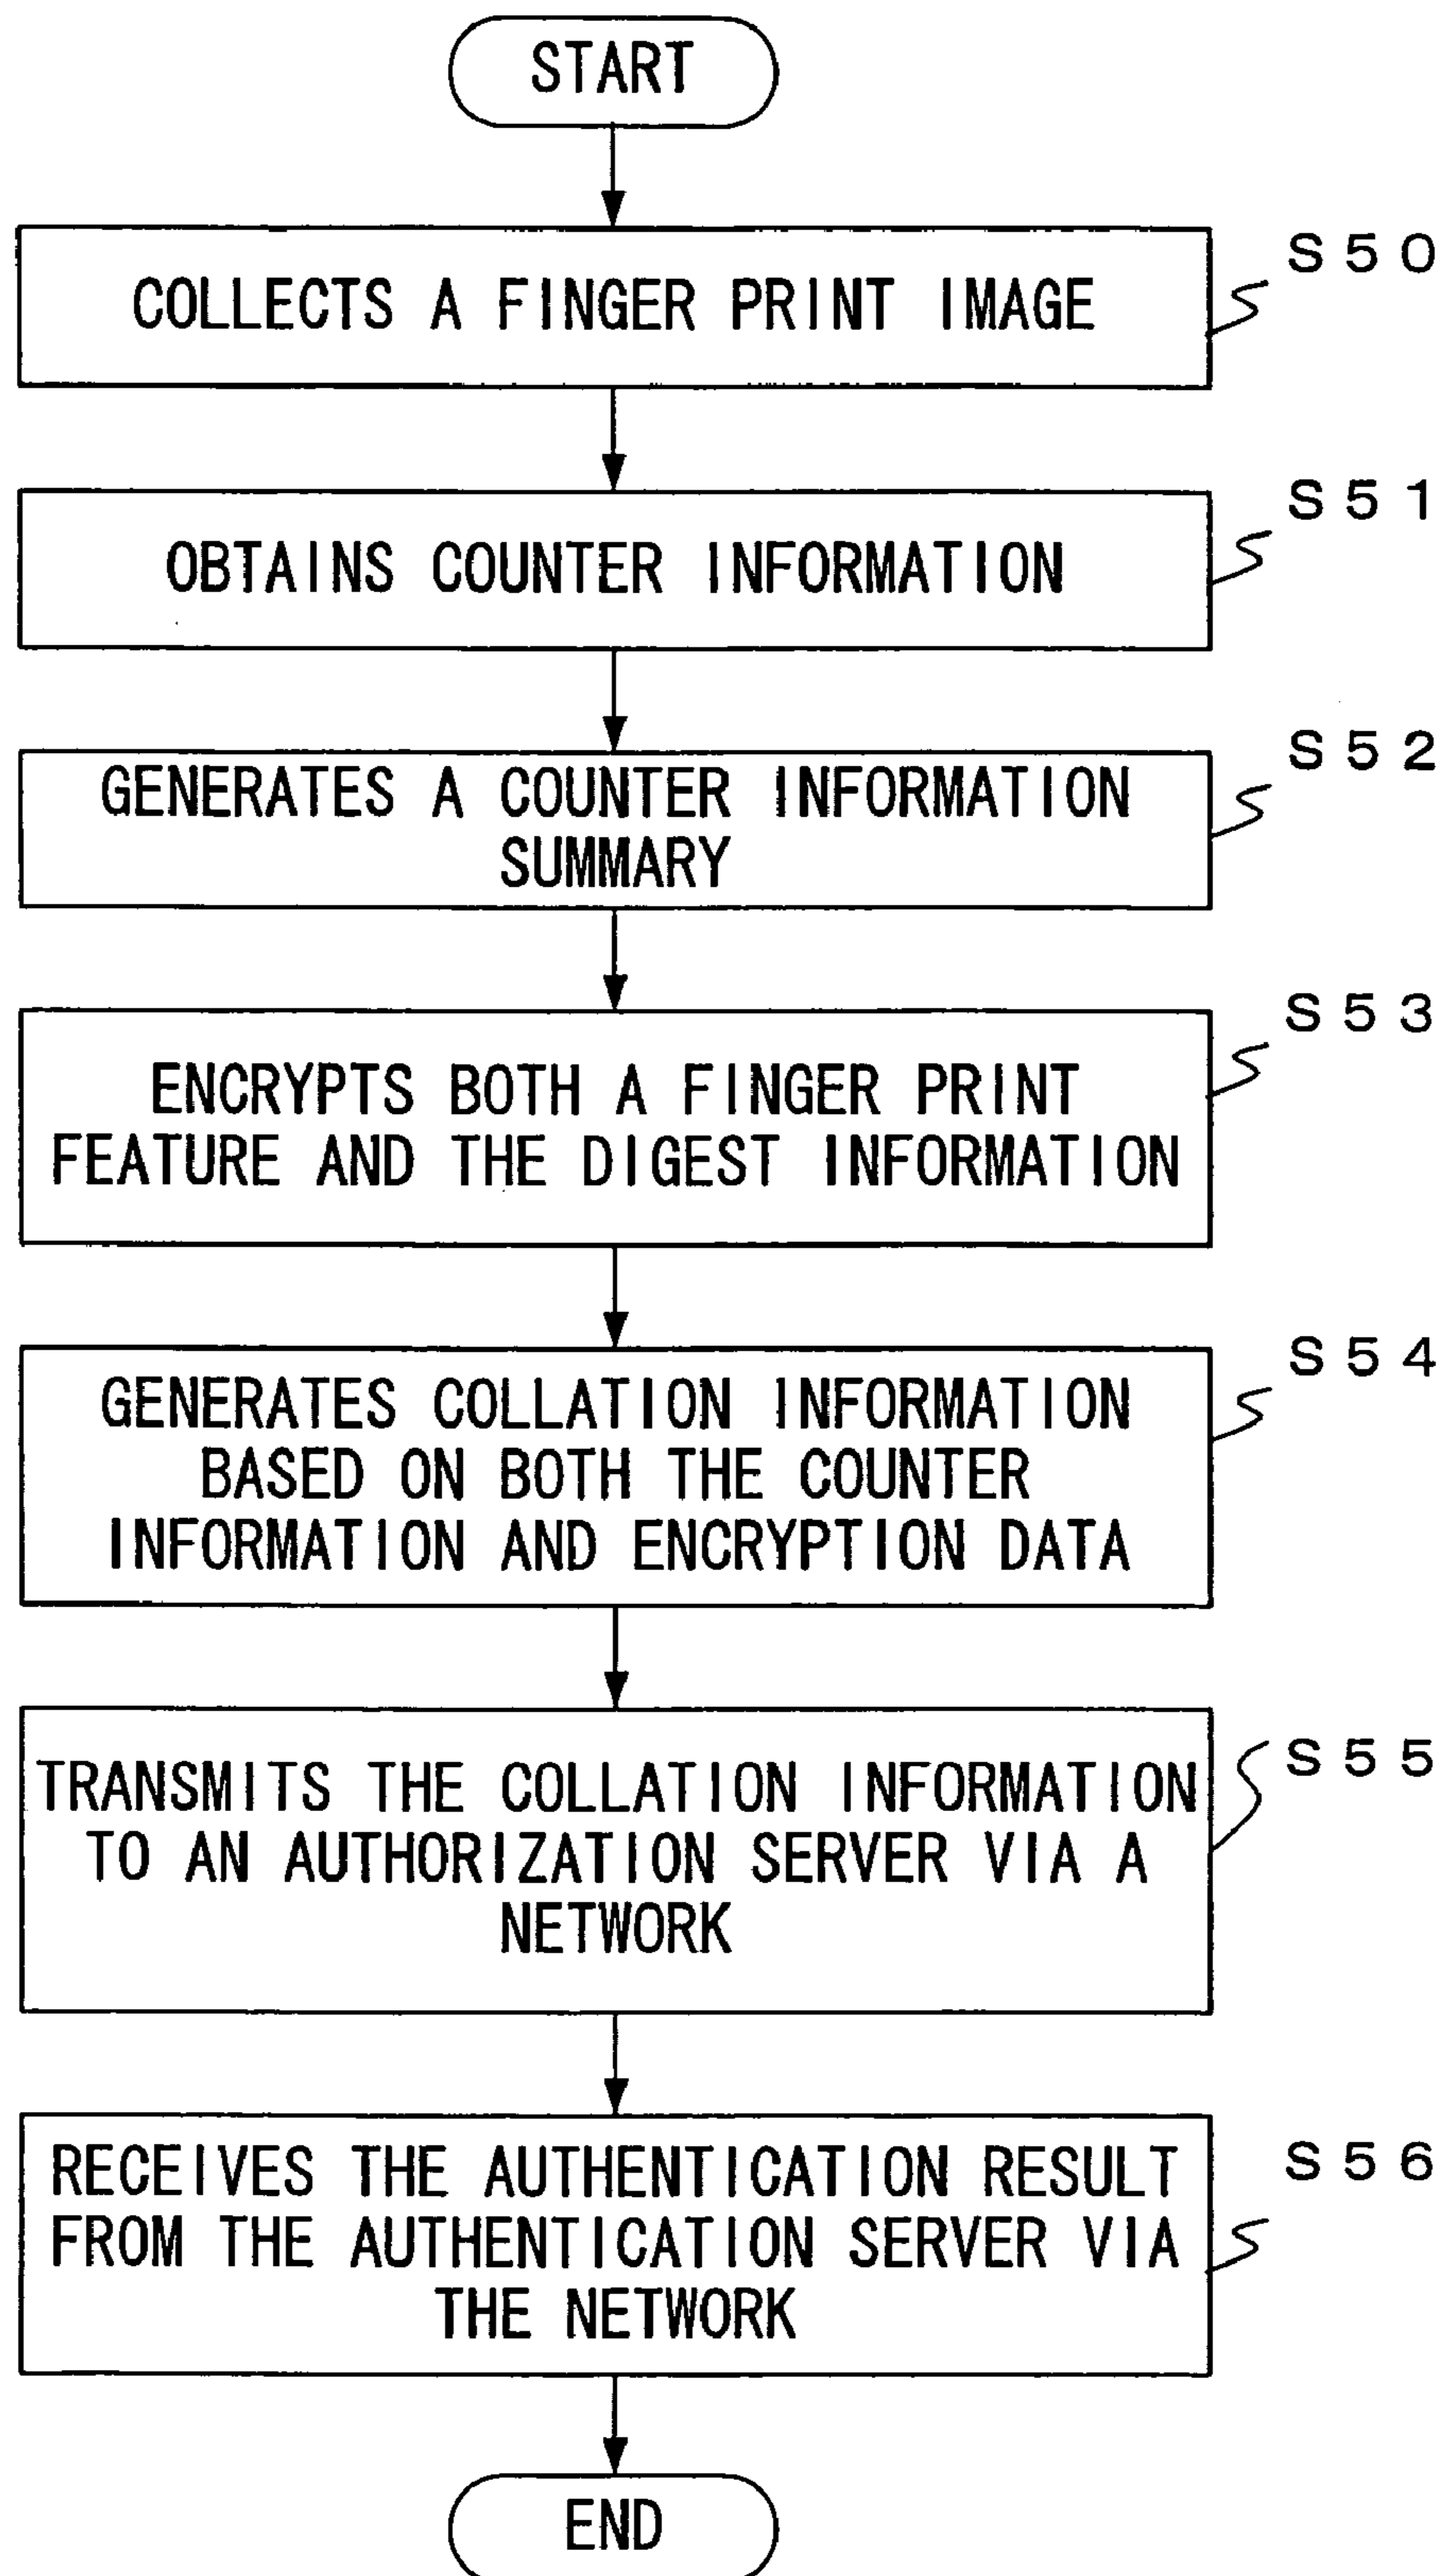 START
COLLECTS A FINGER PRINT IMAGE
S50
OBTAINS COUNTER INFORMATION
S51
GENERATES A COUNTER INFORMATION
SUMMARY
S52
ENCRYPTS BOTH A FINGER PRINT
FEATURE AND THE DIGEST INFORMATION
S53
GENERATES COLLATION INFORMATION
BASED ON BOTH THE COUNTER
INFORMATION AND ENCRYPTION DATA
S54
TRANSMITS THE COLLATION INFORMATION
TO AN AUTHORIZATION SERVER VIA A
NETWORK
S55
RECEIVES THE AUTHENTICATION RESULT
FROM THE AUTHENTICATION SERVER VIA
THE NETWORK
S56
END